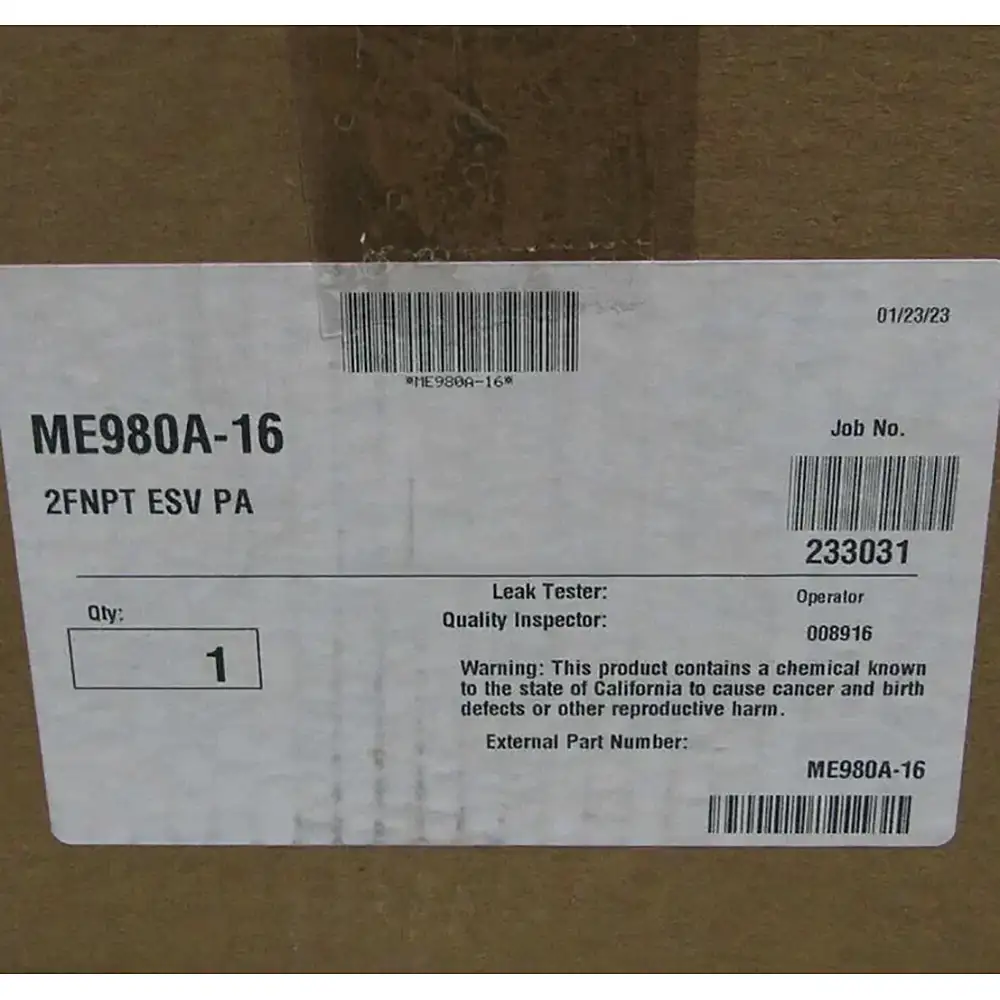 *ME980A-16*
01/23/23
ME980A-16
2FNPT ESV PA
Job No.
233031
Qty:
1
Leak Tester:
Operator
Quality Inspector:
008916
Warning: This product contains a chemical known
to the state of California to cause cancer and birth
defects or other reproductive harm.
External Part Number:
ME980A-16